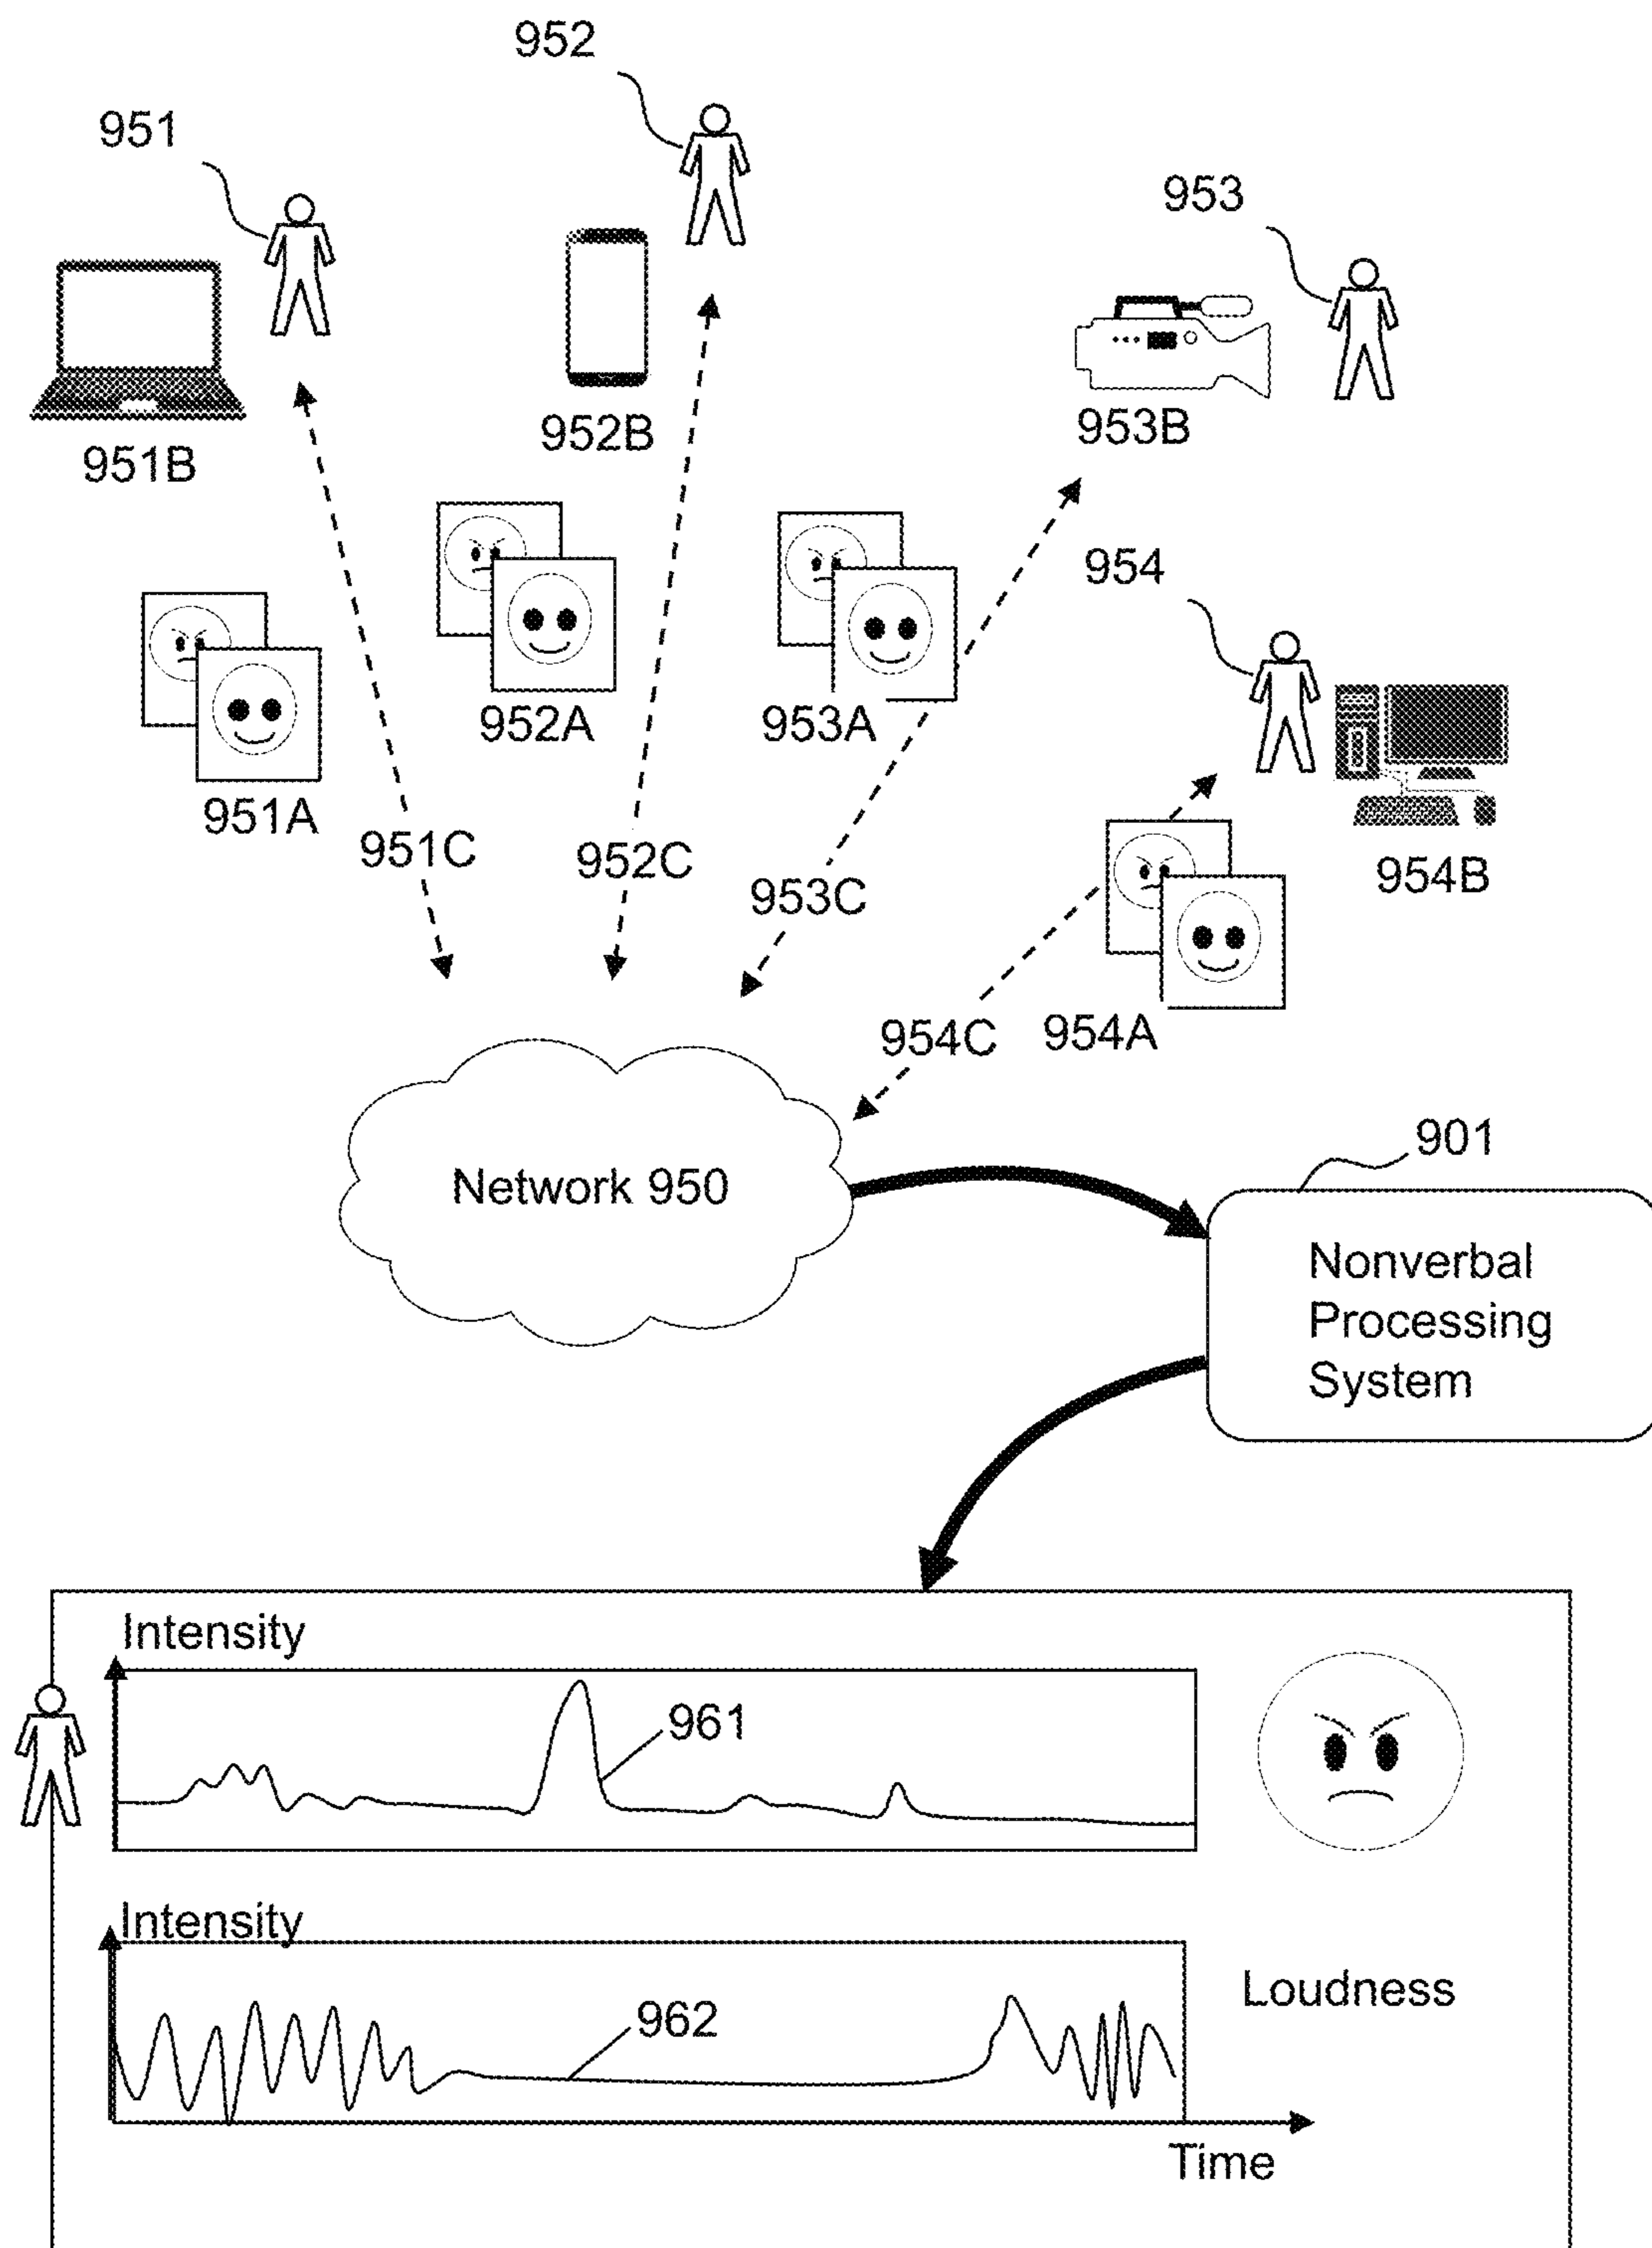 952
951
953
951B
952B
953B
954
951A
952A
953A
954B
951C
952C
953C
954C
954A
Network 950
901
Nonverbal
Processing
System
Intensity
961
Intensity
962
Loudness
Time